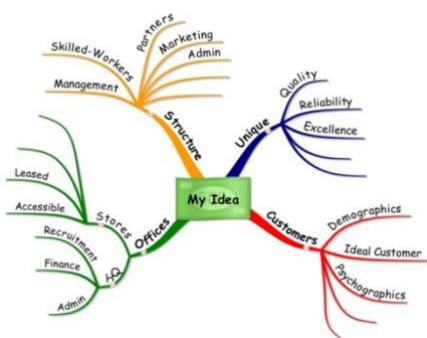 My Idea
Structure
Management
Skilled-Workers
Partners
Marketing
Admin
Unique
Quality
Reliability
Excellence
Customers
Demographics
Ideal Customer
Psychographics
Offices
Stores
Leased
Accessible
HQ
Recruitment
Finance
Admin